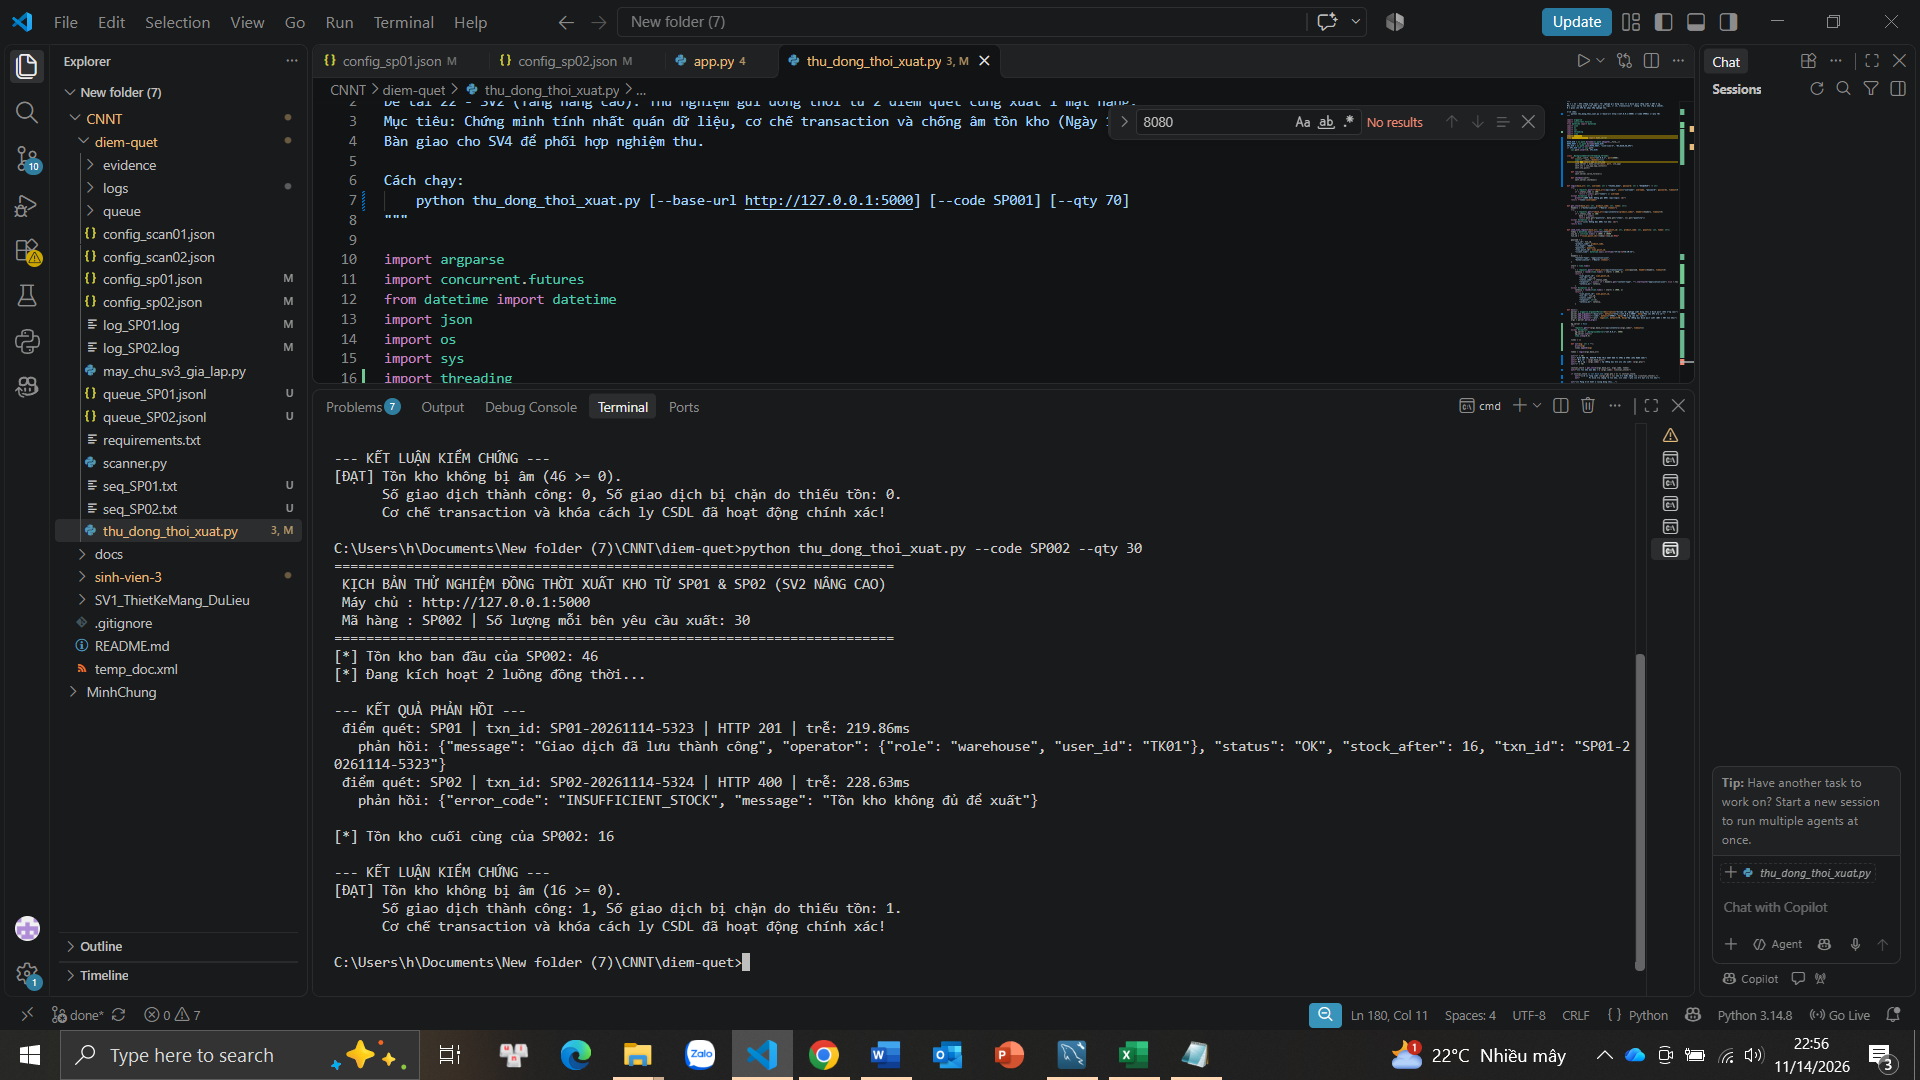 File Edit Selection View Go Run Terminal Help
New folder (7)
Update
Explorer
New folder (7)
CNNT
diem-quet
evidence
logs
queue
config_scan01.json
config_scan02.json
config_sp01.json M
config_sp02.json M
log_SP01.log M
log_SP02.log M
may_chu_sv3_gia_lap.py
queue_SP01.jsonl U
queue_SP02.jsonl U
requirements.txt
scanner.py
seq_SP01.txt U
seq_SP02.txt U
thu_dong_thoi_xuat.py 3, M
docs
sinh-vien-3
SV1_ThietKeMang_DuLieu
.gitignore
README.md
temp_doc.xml
MinhChung
Outline
Timeline
10
1
config_sp01.json M
config_sp02.json M
app.py 4
thu_dong_thoi_xuat.py 3, M
CNNT > diem-quet > thu_dong_thoi_xuat.py > ...
8080
Aa ab .*
No results
3 Mục tiêu: Chứng minh tính nhất quán dữ liệu, cơ chế transaction và chống âm tồn kho (Ngày
4 Bàn giao cho SV4 để phối hợp nghiệm thu.
5
6 Cách chạy:
7 python thu_dong_thoi_xuat.py [--base-url http://127.0.0.1:5000] [--code SP001] [--qty 70]
8 """
9
10 import argparse
11 import concurrent.futures
12 from datetime import datetime
13 import json
14 import os
15 import sys
16 import threading
Problems 7 Output Debug Console Terminal Ports
cmd
--- KẾT LUẬN KIỂM CHỨNG ---
[ĐẠT] Tồn kho không bị âm (46 >= 0).
Số giao dịch thành công: 0, Số giao dịch bị chặn do thiếu tồn: 0.
Cơ chế transaction và khóa cách ly CSDL đã hoạt động chính xác!
C:\Users\h\Documents\New folder (7)\CNNT\diem-quet>python thu_dong_thoi_xuat.py --code SP002 --qty 30
======================================================================
KỊCH BẢN THỬ NGHIỆM ĐỒNG THỜI XUẤT KHO TỪ SP01 & SP02 (SV2 NÂNG CAO)
Máy chủ : http://127.0.0.1:5000
Mã hàng : SP002 | Số lượng mỗi bên yêu cầu xuất: 30
======================================================================
[*] Tồn kho ban đầu của SP002: 46
[*] Đang kích hoạt 2 luồng đồng thời...
--- KẾT QUẢ PHẢN HỒI ---
điểm quét: SP01 | txn_id: SP01-20261114-5323 | HTTP 201 | trễ: 219.86ms
phản hồi: {"message": "Giao dịch đã lưu thành công", "operator": {"role": "warehouse", "user_id": "TK01"}, "status": "OK", "stock_after": 16, "txn_id": "SP01-2
0261114-5323"}
điểm quét: SP02 | txn_id: SP02-20261114-5324 | HTTP 400 | trễ: 228.63ms
phản hồi: {"error_code": "INSUFFICIENT_STOCK", "message": "Tồn kho không đủ để xuất"}
[*] Tồn kho cuối cùng của SP002: 16
--- KẾT LUẬN KIỂM CHỨNG ---
[ĐẠT] Tồn kho không bị âm (16 >= 0).
Số giao dịch thành công: 1, Số giao dịch bị chặn do thiếu tồn: 1.
Cơ chế transaction và khóa cách ly CSDL đã hoạt động chính xác!
C:\Users\h\Documents\New folder (7)\CNNT\diem-quet>
Chat
Sessions
Tip: Have another task to
work on? Start a new session
to run multiple agents at
once.
thu_dong_thoi_xuat.py
Chat with Copilot
Agent
Copilot
done* 0 7
Ln 180, Col 11 Spaces: 4 UTF-8 CRLF Python Python 3.14.8 Go Live
Type here to search
Zalo
1
22°C Nhiều mây
22:56
11/14/2026
3